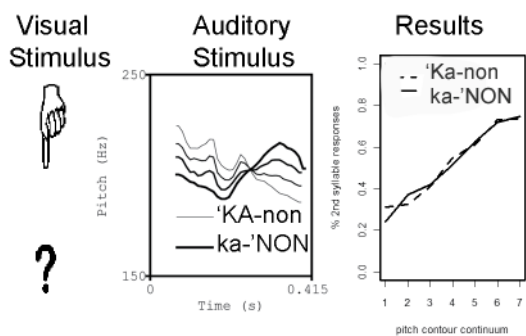 Visual
Stimulus
?
Auditory
Stimulus
250
Pitch (Hz)
'KA-non
ka-'NON
150
0
0.415
Time (s)
Results
'Ka-non
ka-'NON
% 2nd syllable responses
1.0
0.8
0.6
0.4
0.2
0.0
1 2 3 4 5 6 7
pitch contour continuum